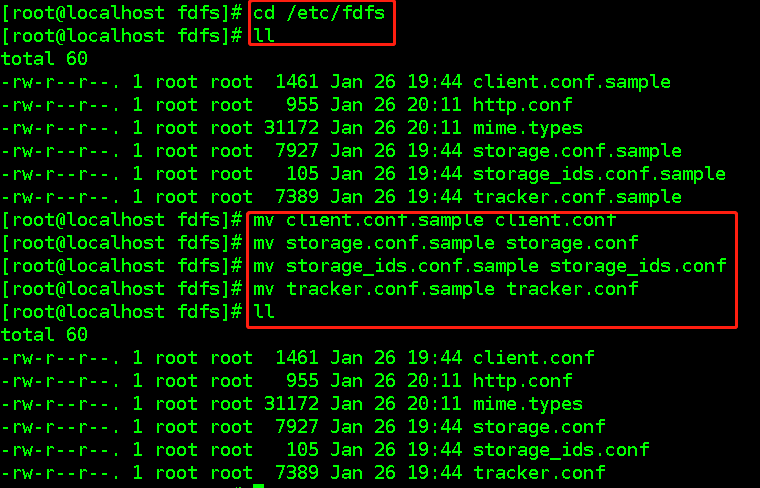 [root@localhost fdfs]# cd /etc/fdfs
[root@localhost fdfs]# ll
total 60
-rw-r--r--. 1 root root  1461 Jan 26 19:44 client.conf.sample
-rw-r--r--. 1 root root   955 Jan 26 20:11 http.conf
-rw-r--r--. 1 root root 31172 Jan 26 20:11 mime.types
-rw-r--r--. 1 root root  7927 Jan 26 19:44 storage.conf.sample
-rw-r--r--. 1 root root   105 Jan 26 19:44 storage_ids.conf.sample
-rw-r--r--. 1 root root  7389 Jan 26 19:44 tracker.conf.sample
[root@localhost fdfs]# mv client.conf.sample client.conf
[root@localhost fdfs]# mv storage.conf.sample storage.conf
[root@localhost fdfs]# mv storage_ids.conf.sample storage_ids.conf
[root@localhost fdfs]# mv tracker.conf.sample tracker.conf
[root@localhost fdfs]# ll
total 60
-rw-r--r--. 1 root root  1461 Jan 26 19:44 client.conf
-rw-r--r--. 1 root root   955 Jan 26 20:11 http.conf
-rw-r--r--. 1 root root 31172 Jan 26 20:11 mime.types
-rw-r--r--. 1 root root  7927 Jan 26 19:44 storage.conf
-rw-r--r--. 1 root root   105 Jan 26 19:44 storage_ids.conf
-rw-r--r--. 1 root root  7389 Jan 26 19:44 tracker.conf